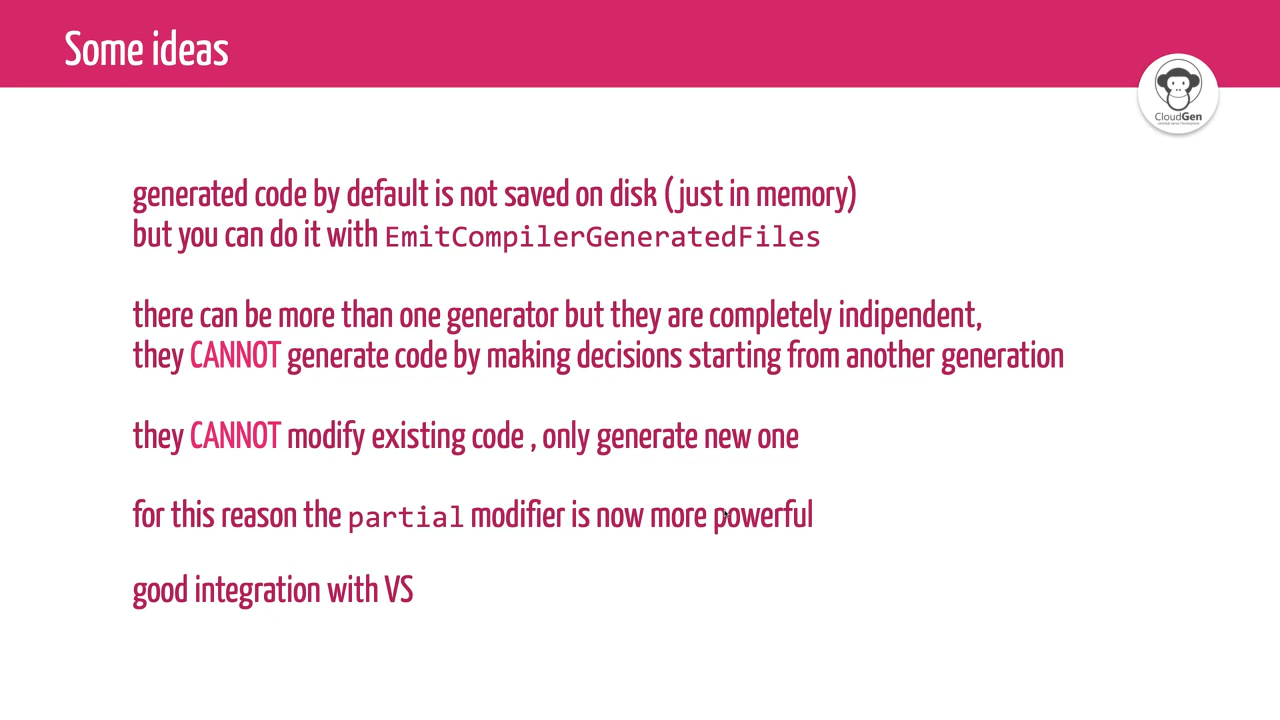 Some ideas
CloudGen
generated code by default is not saved on disk (just in memory)
but you can do it with EmitCompilerGeneratedFiles
there can be more than one generator but they are completely indipendent,
they CANNOT generate code by making decisions starting from another generation
they CANNOT modify existing code , only generate new one
for this reason the partial modifier is now more powerful
good integration with VS